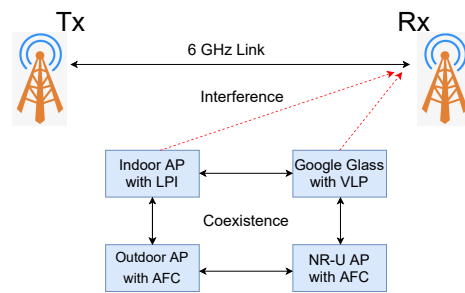 Tx
Rx
6 GHz Link
Interference
Indoor AP
with LPI
Google Glass
with VLP
Coexistence
Outdoor AP
with AFC
NR-U AP
with AFC